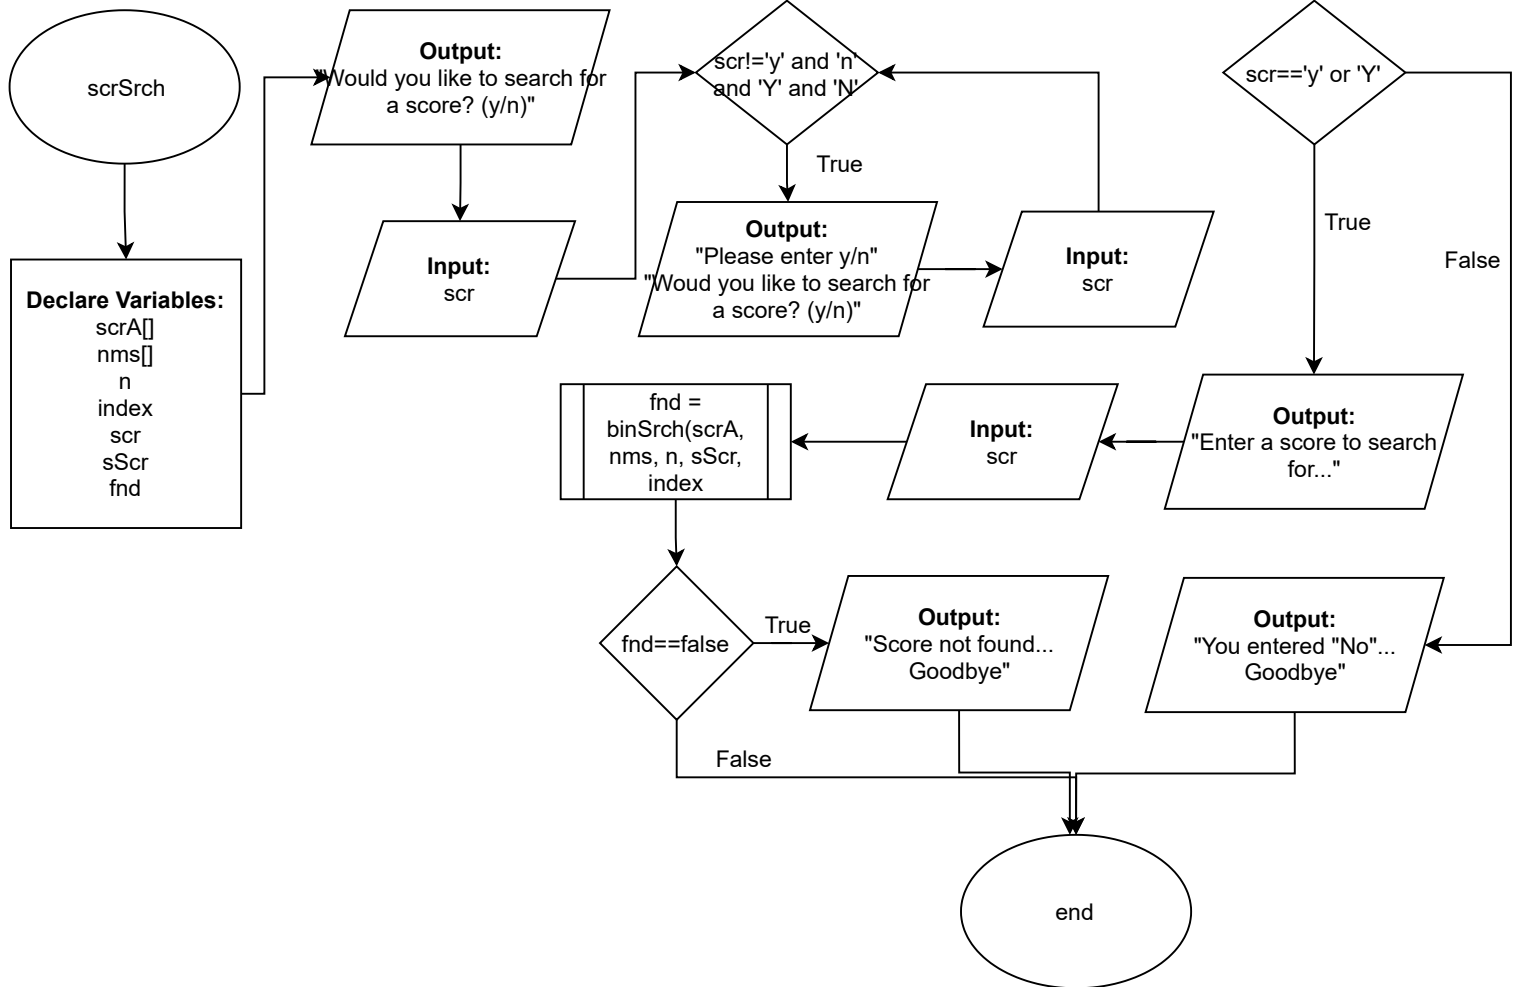 scrSrch
Declare Variables:
scrA[]
nms[]
n
index
scr
sScr
fnd
Output:
"Would you like to search for
a score? (y/n)"
Input:
scr
scr!='y' and 'n'
and 'Y' and 'N'
True
Output:
"Please enter y/n"
"Woud you like to search for
a score? (y/n)"
Input:
scr
scr=='y' or 'Y'
True
False
Output:
"Enter a score to search
for..."
Input:
scr
fnd =
binSrch(scrA,
nms, n, sScr,
index
fnd==false
True
False
Output:
"Score not found...
Goodbye"
Output:
"You entered "No"...
Goodbye"
end